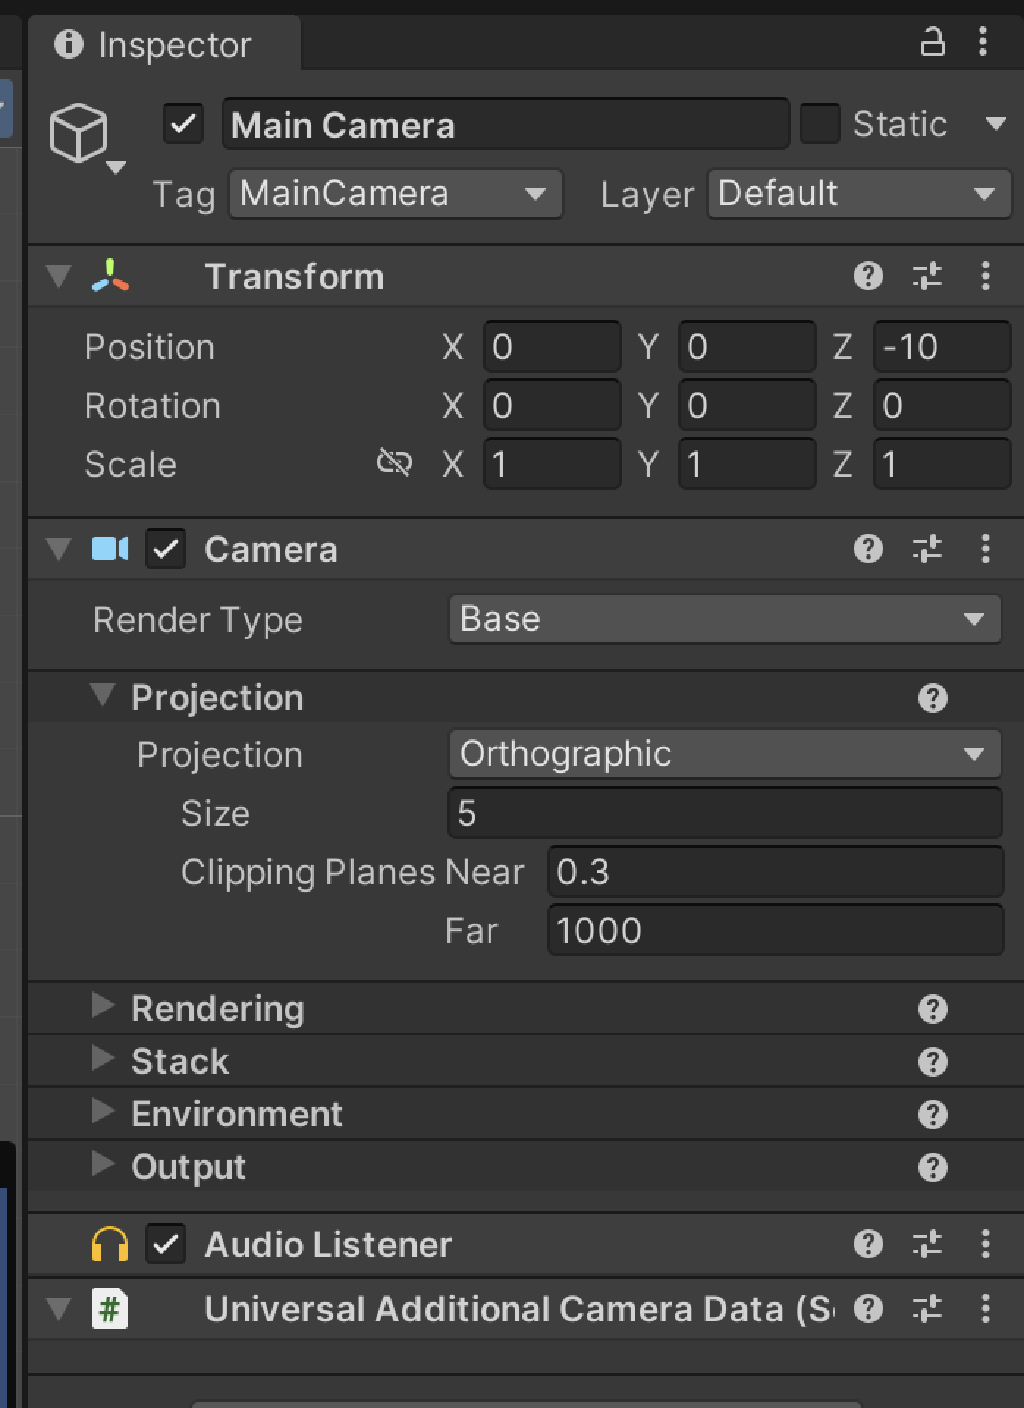 Inspector
Main Camera Static
Tag MainCamera Layer Default
Transform
Position X 0 Y 0 Z -10
Rotation X 0 Y 0 Z 0
Scale X 1 Y 1 Z 1
Camera
Render Type Base
Projection
Projection Orthographic
Size 5
Clipping Planes Near 0.3
Far 1000
Rendering
Stack
Environment
Output
Audio Listener
# Universal Additional Camera Data (S